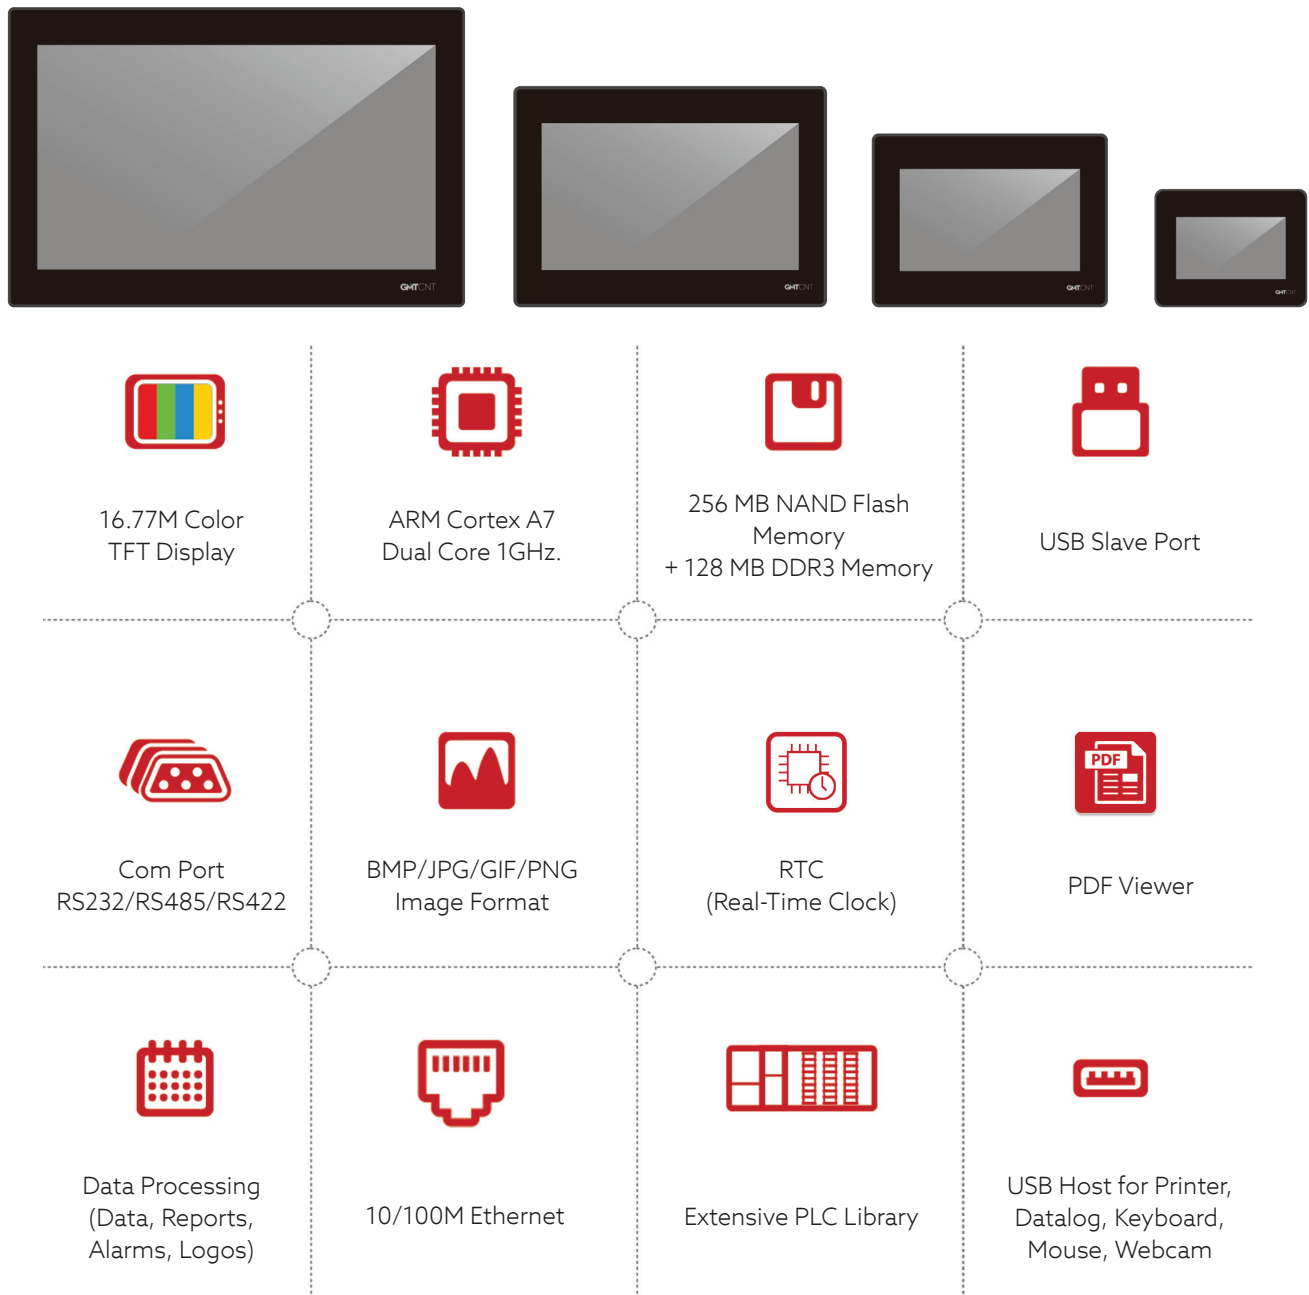 GMTCNT
GMTCNT
GMTCNT
GMTCNT
16.77M Color
TFT Display
ARM Cortex A7
Dual Core 1GHz.
256 MB NAND Flash
Memory
+ 128 MB DDR3 Memory
USB Slave Port
Com Port
RS232/RS485/RS422
BMP/JPG/GIF/PNG
Image Format
RTC
(Real-Time Clock)
PDF
PDF Viewer
Data Processing
(Data, Reports,
Alarms, Logos)
10/100M Ethernet
Extensive PLC Library
USB Host for Printer,
Datalog, Keyboard,
Mouse, Webcam